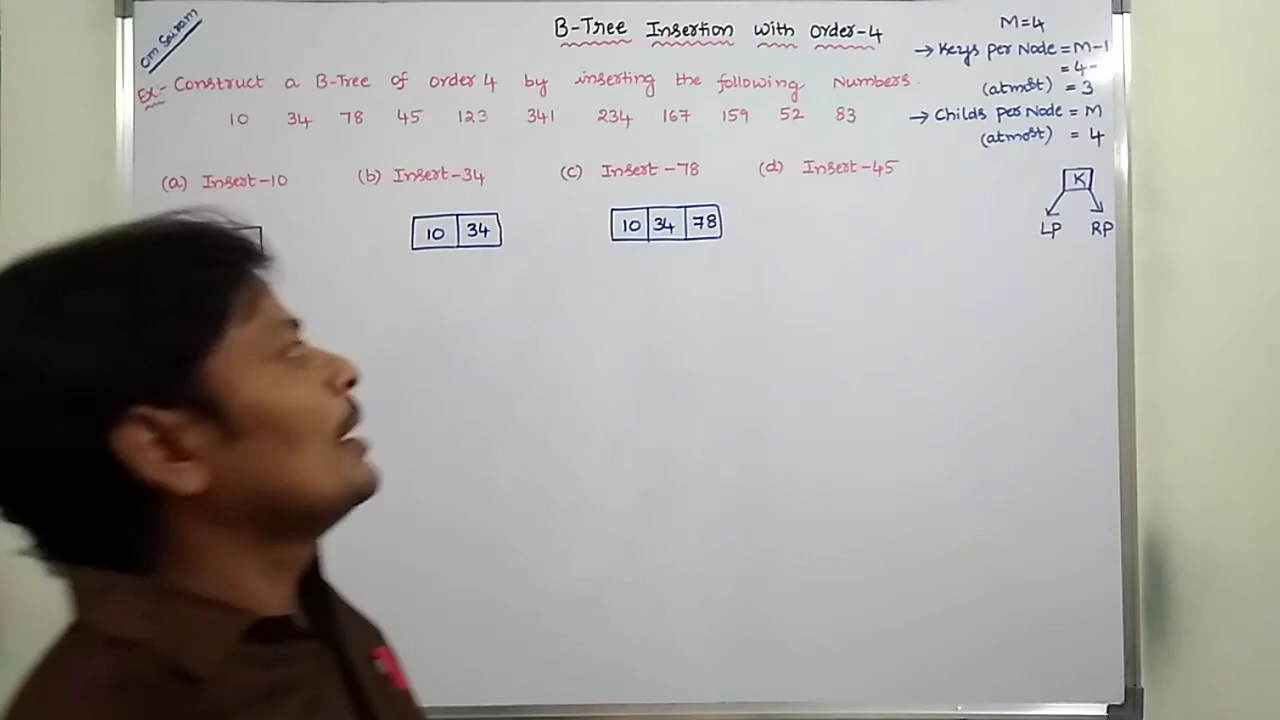 Om Sairam
B-Tree Insertion with Order-4
Ex:- Construct a B-Tree of order 4 by inserting the following Numbers.
10 34 78 45 123 341 234 167 159 52 83
M=4
→ Keys per Node = M-1
= 4-
(atmost) = 3
→ Childs per Node = M
(atmost) = 4
K
LP RP
(a) Insert-10 (b) Insert-34 (c) Insert-78 (d) Insert-45
10 34 10 34 78